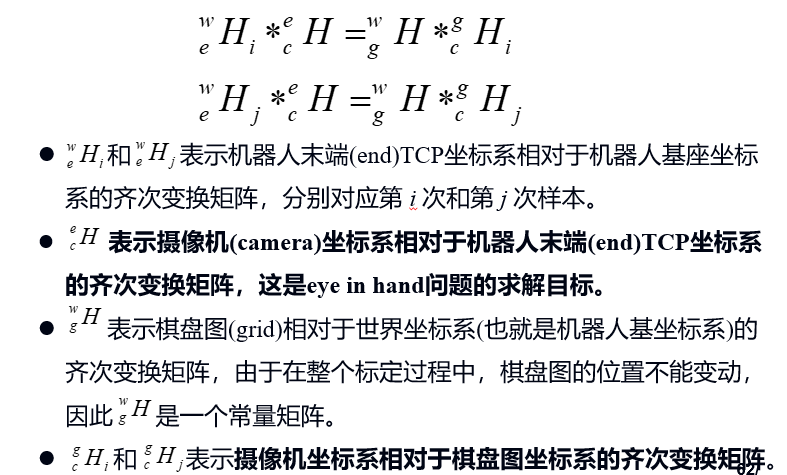 ${}^{w}_{e}H_{i} * {}^{e}_{c}H = {}^{w}_{g}H * {}^{g}_{c}H_{i}$
${}^{w}_{e}H_{j} * {}^{e}_{c}H = {}^{w}_{g}H * {}^{g}_{c}H_{j}$
● ${}^{w}_{e}H_{i}$和${}^{w}_{e}H_{j}$表示机器人末端(end)TCP坐标系相对于机器人基座坐标
系的齐次变换矩阵，分别对应第 i 次和第 j 次样本。
● ${}^{e}_{c}H$ 表示摄像机(camera)坐标系相对于机器人末端(end)TCP坐标系
的齐次变换矩阵，这是eye in hand问题的求解目标。
● ${}^{w}_{g}H$ 表示棋盘图(grid)相对于世界坐标系(也就是机器人基坐标系)的
齐次变换矩阵，由于在整个标定过程中，棋盘图的位置不能变动，
因此 ${}^{w}_{g}H$ 是一个常量矩阵。
● ${}^{g}_{c}H_{i}$和${}^{g}_{c}H_{j}$表示摄像机坐标系相对于棋盘图坐标系的齐次变换矩阵。